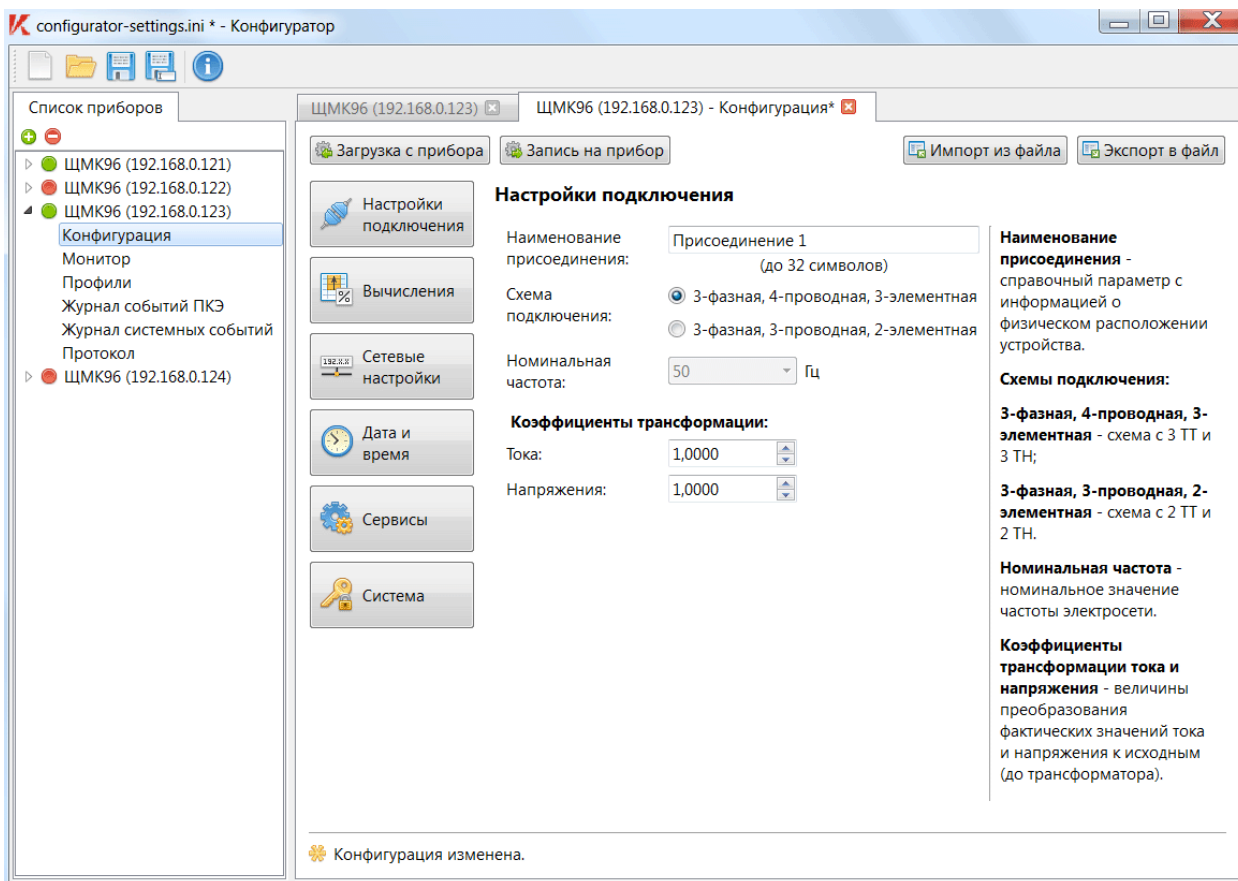 configurator-settings.ini * - Конфигуратор
Список приборов
ЩМК96 (192.168.0.121)
ЩМК96 (192.168.0.122)
ЩМК96 (192.168.0.123)
Конфигурация
Монитор
Профили
Журнал событий ПКЭ
Журнал системных событий
Протокол
ЩМК96 (192.168.0.124)
ЩМК96 (192.168.0.123)
ЩМК96 (192.168.0.123) - Конфигурация*
Загрузка с прибора
Запись на прибор
Импорт из файла
Экспорт в файл
Настройки
подключения
Вычисления
192.X.X
Сетевые
настройки
Дата и
время
Сервисы
Система
Настройки подключения
Наименование
присоединения:
Присоединение 1
(до 32 символов)
Схема
подключения:
3-фазная, 4-проводная, 3-элементная
3-фазная, 3-проводная, 2-элементная
Номинальная
частота:
50
Гц
Коэффициенты трансформации:
Тока:
1,0000
Напряжения:
1,0000
Наименование
присоединения -
справочный параметр с
информацией о
физическом расположении
устройства.
Схемы подключения:
3-фазная, 4-проводная, 3-
элементная - схема с 3 ТТ и
3 ТН;
3-фазная, 3-проводная, 2-
элементная - схема с 2 ТТ и
2 ТН.
Номинальная частота -
номинальное значение
частоты электросети.
Коэффициенты
трансформации тока и
напряжения - величины
преобразования
фактических значений тока
и напряжения к исходным
(до трансформатора).
Конфигурация изменена.